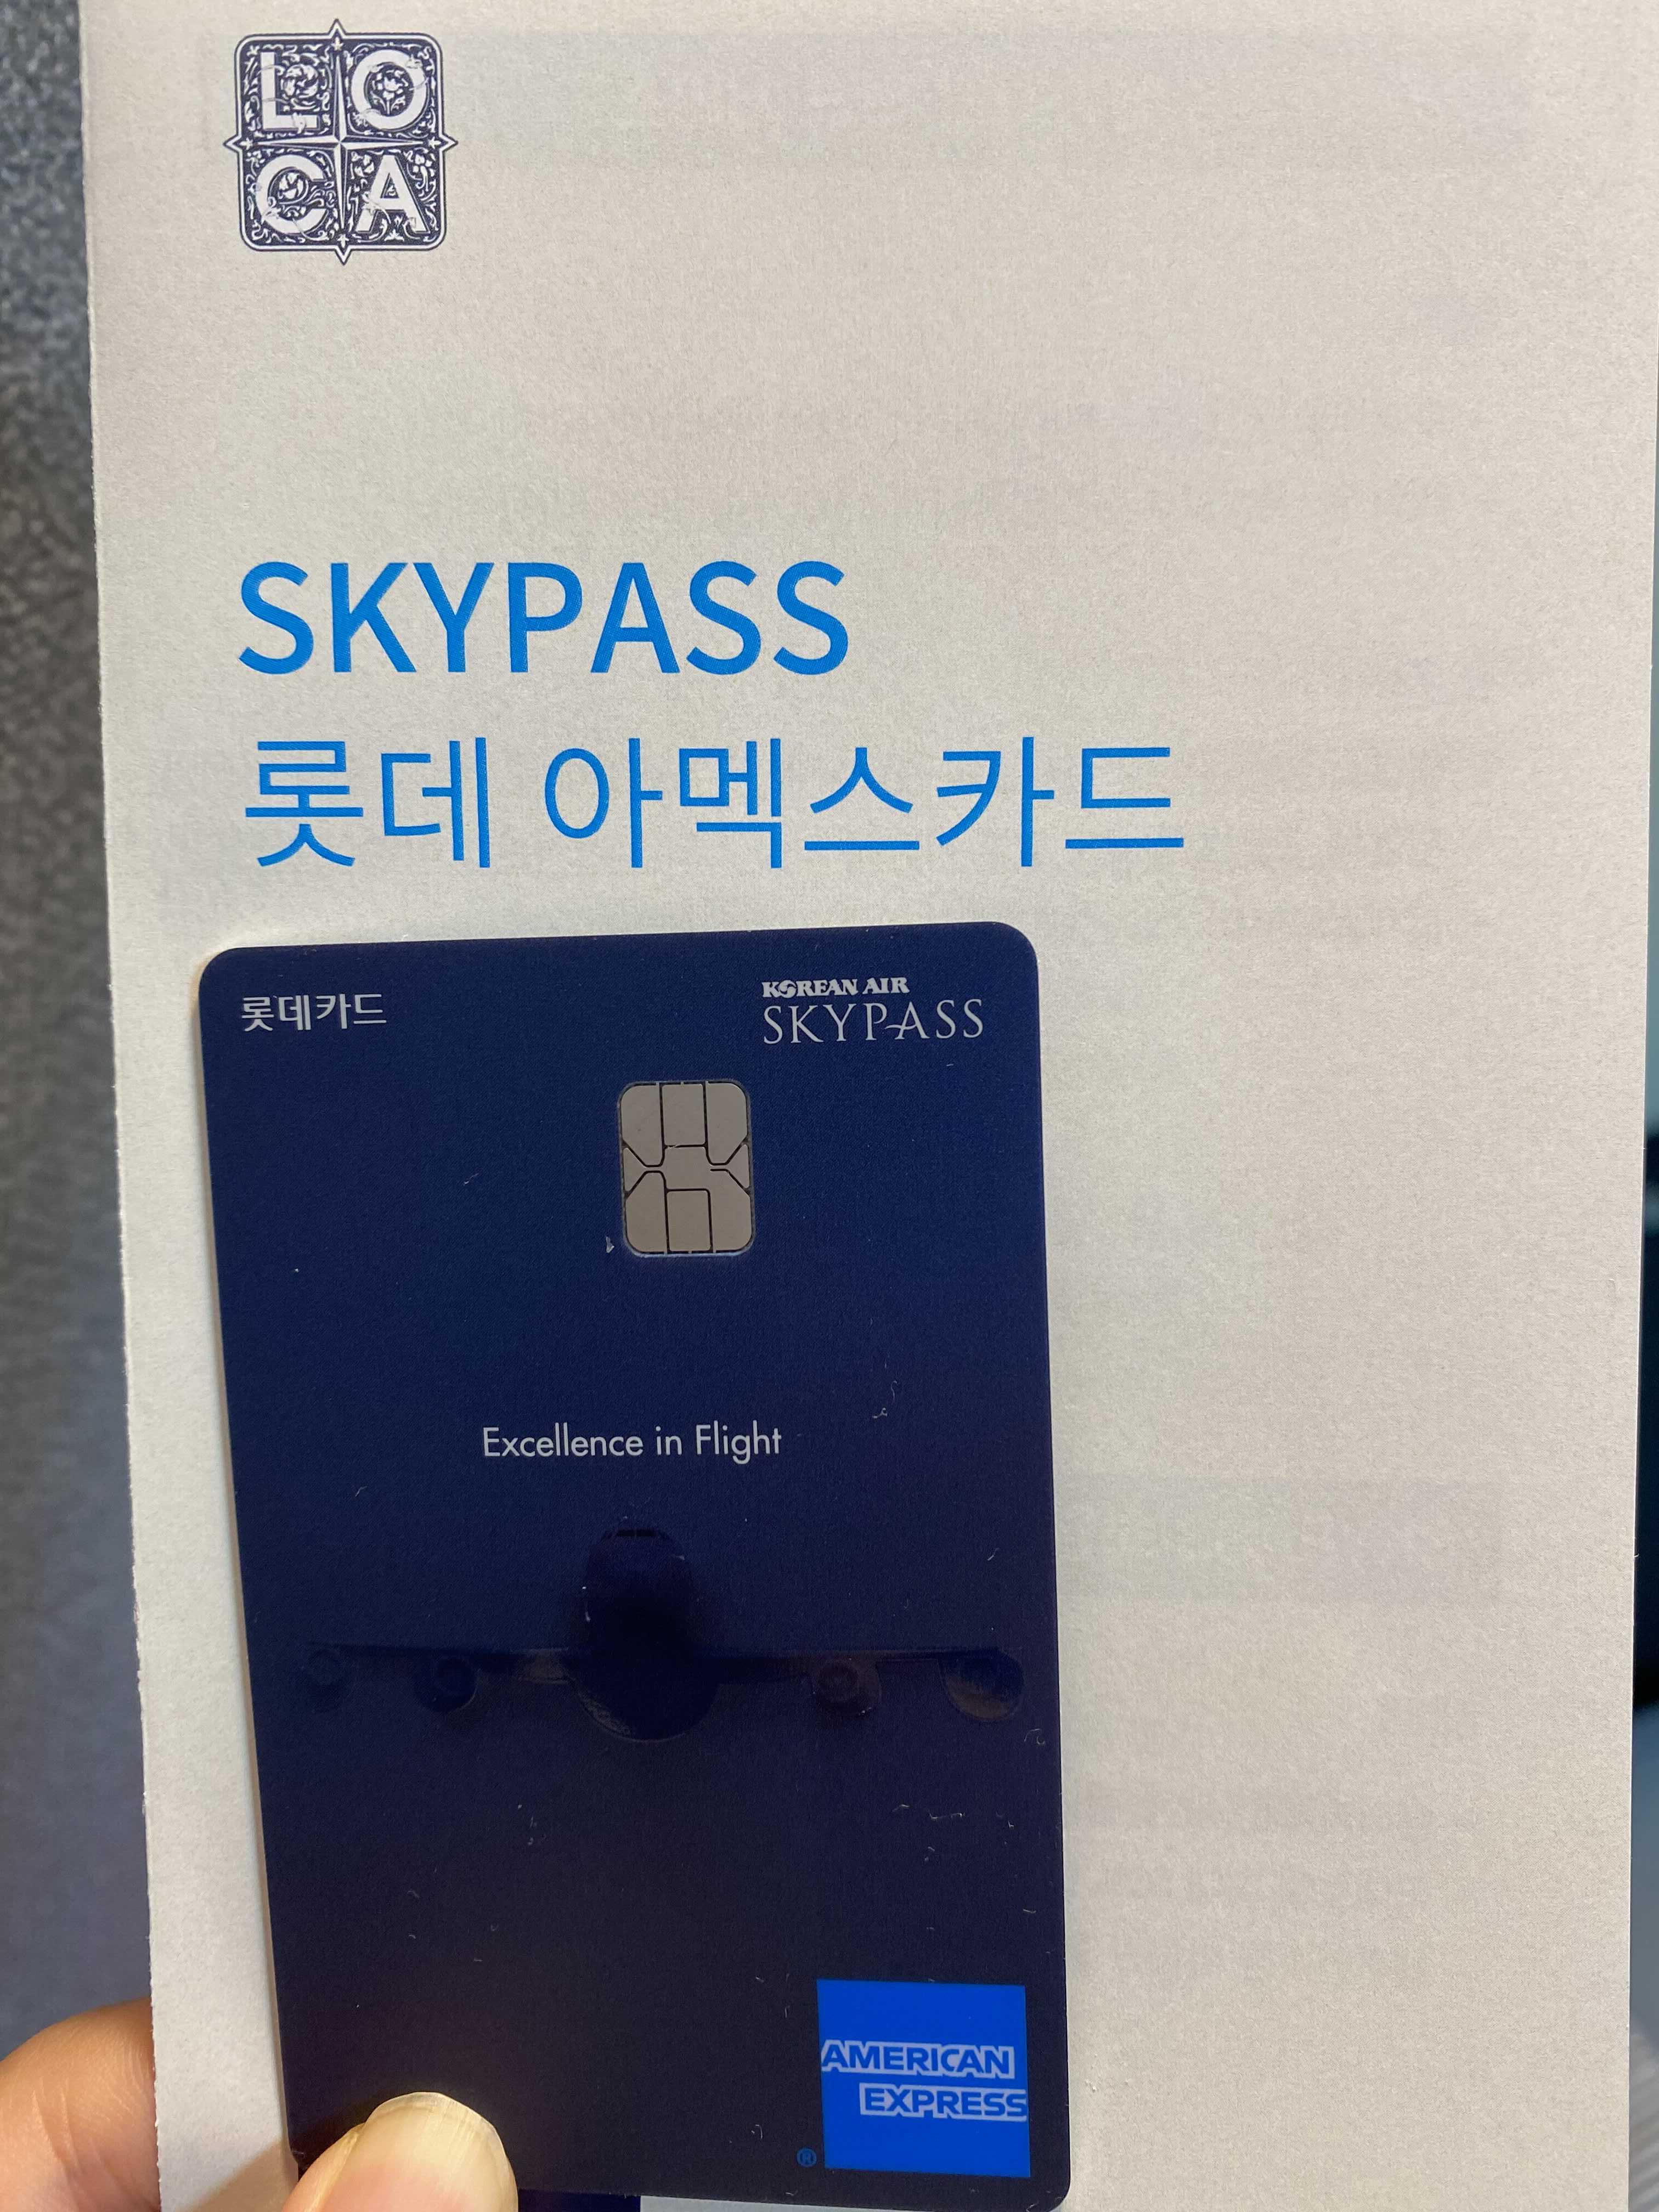 LO
CA
SKYPASS
롯데 아멕스카드
롯데카드
KOREAN AIR
SKYPASS
Excellence in Flight
AMERICAN
EXPRESS
®